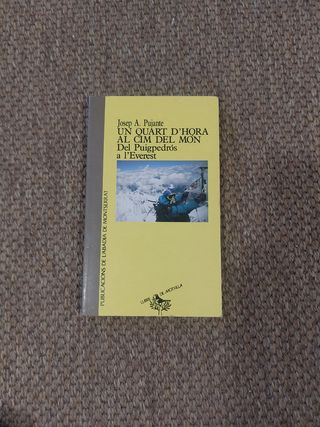 Josep A. Pujante
UN QUART D'HORA
AL CIM DEL MÓN
Del Puigpedrós
a l'Everest
PUBLICACIONS DE L'ABADIA DE MONTSERRAT
LLIBRE DE MOTXILLA